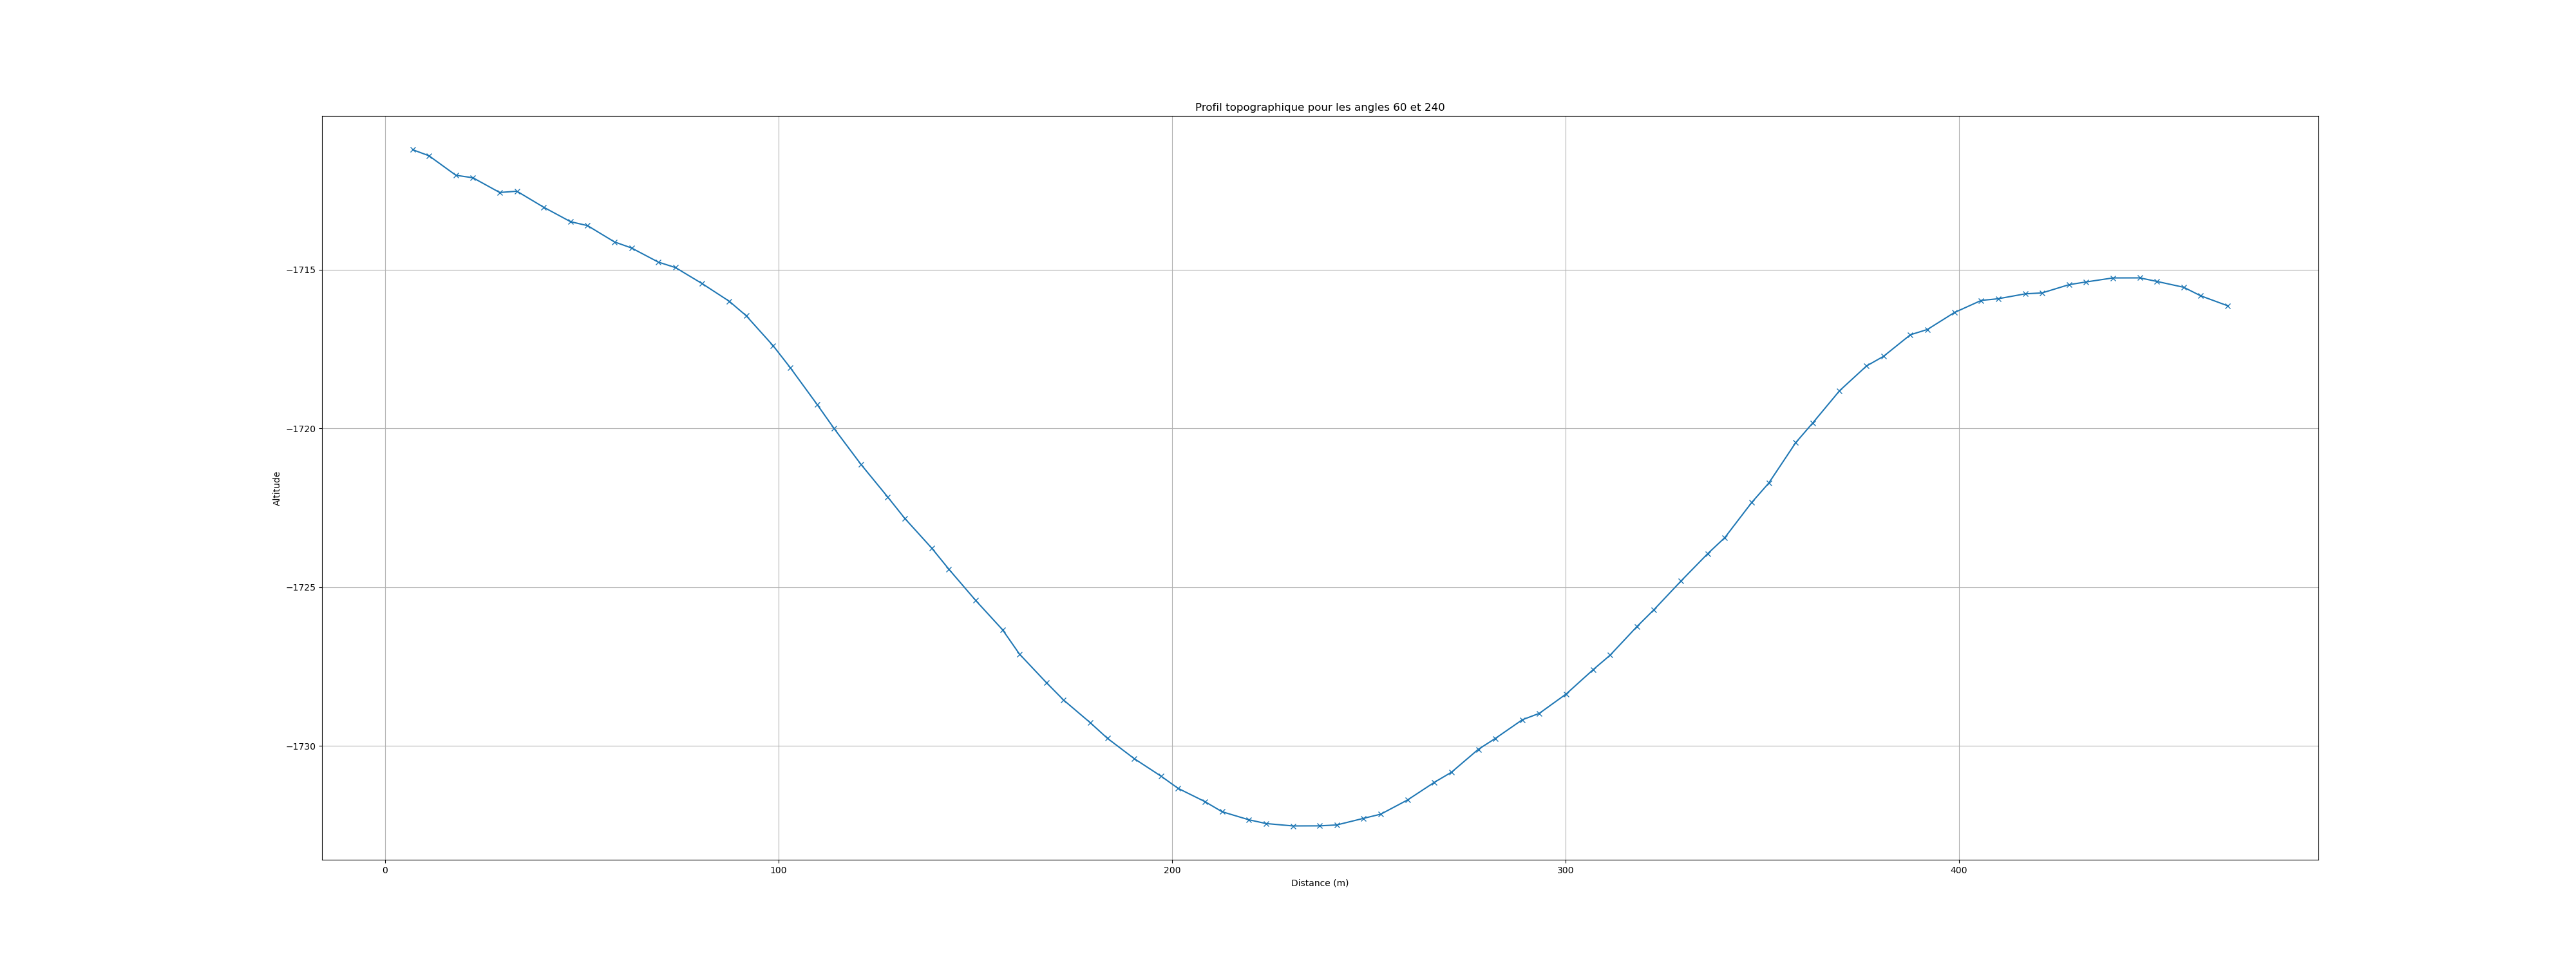 Profil topographique pour les angles 60 et 240
−1715
−1720
−1725
−1730
Altitude
0 100 200 300 400
Distance (m)